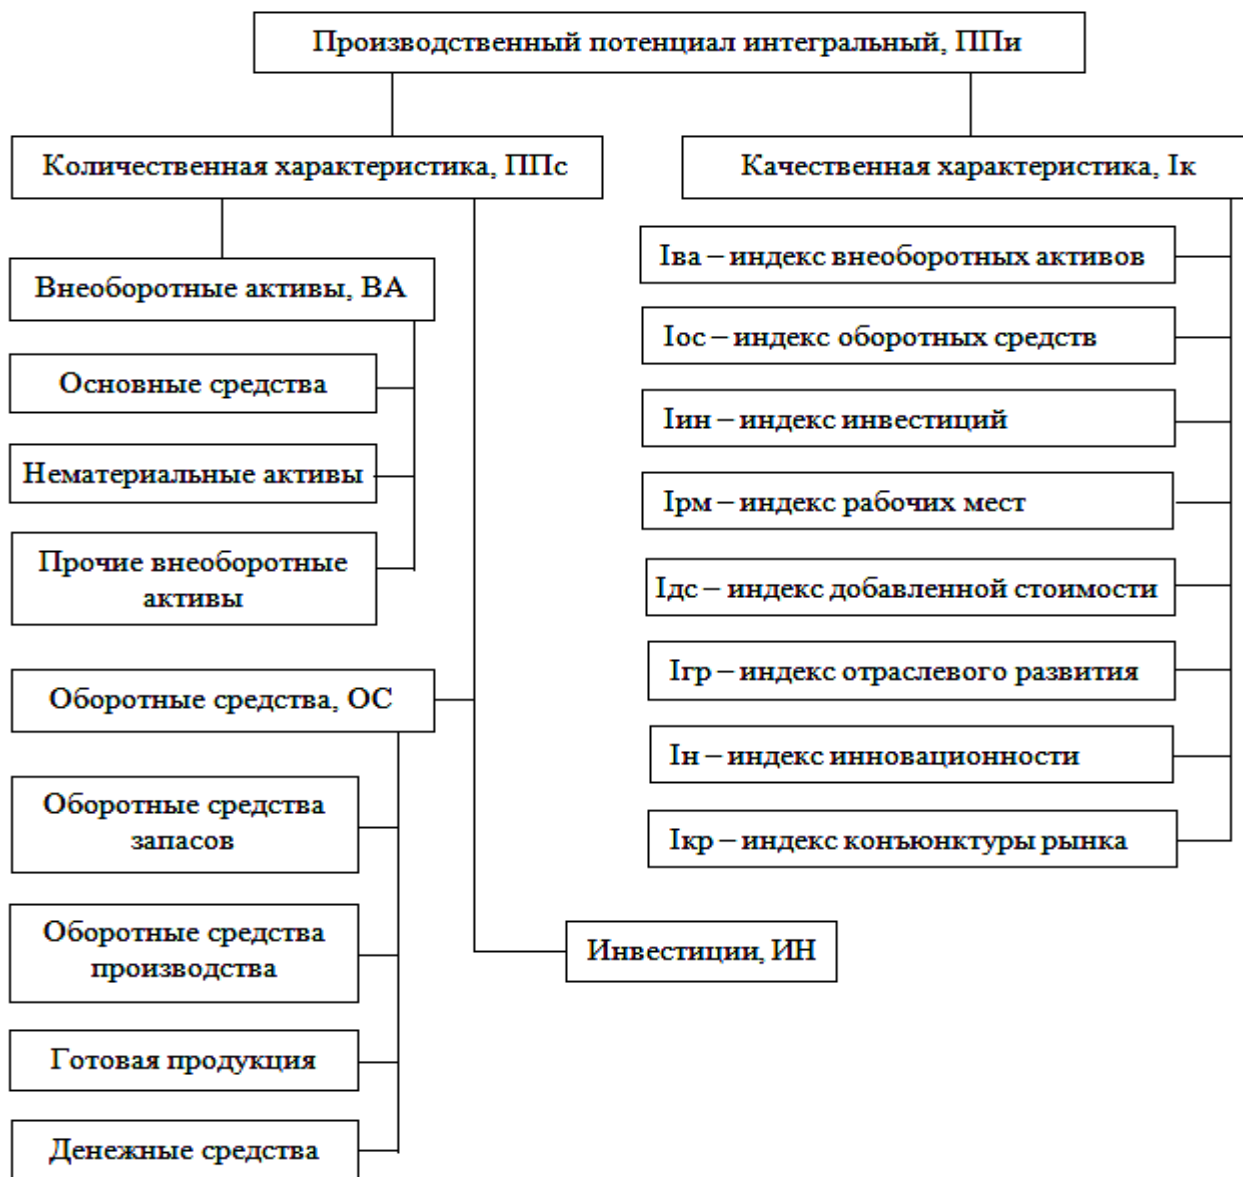 Производственный потенциал интегральный, ППи
Количественная характеристика, ППс
Качественная характеристика, Iк
Внеоборотные активы, ВА
Основные средства
Нематериальные активы
Прочие внеоборотные
активы
Оборотные средства, ОС
Оборотные средства
запасов
Оборотные средства
производства
Готовая продукция
Денежные средства
Инвестиции, ИН
Iва – индекс внеоборотных активов
Iос – индекс оборотных средств
Iин – индекс инвестиций
Iрм – индекс рабочих мест
Iдс – индекс добавленной стоимости
Iгр – индекс отраслевого развития
Iн – индекс инновационности
Iкр – индекс конъюнктуры рынка